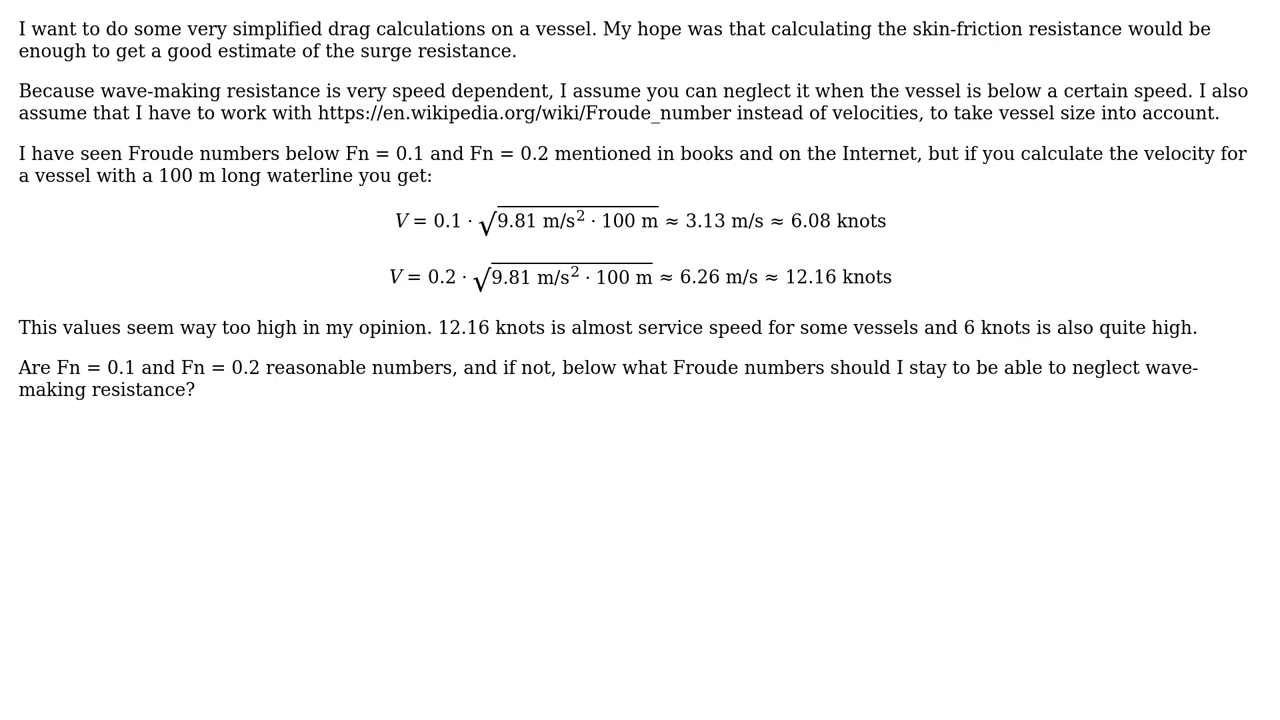 I want to do some very simplified drag calculations on a vessel. My hope was that calculating the skin-friction resistance would be
enough to get a good estimate of the surge resistance.
Because wave-making resistance is very speed dependent, I assume you can neglect it when the vessel is below a certain speed. I also
assume that I have to work with https://en.wikipedia.org/wiki/Froude_number instead of velocities, to take vessel size into account.
I have seen Froude numbers below Fn = 0.1 and Fn = 0.2 mentioned in books and on the Internet, but if you calculate the velocity for
a vessel with a 100 m long waterline you get:
V = 0.1 · √9.81 m/s² · 100 m ≈ 3.13 m/s ≈ 6.08 knots
V = 0.2 · √9.81 m/s² · 100 m ≈ 6.26 m/s ≈ 12.16 knots
This values seem way too high in my opinion. 12.16 knots is almost service speed for some vessels and 6 knots is also quite high.
Are Fn = 0.1 and Fn = 0.2 reasonable numbers, and if not, below what Froude numbers should I stay to be able to neglect wave-
making resistance?